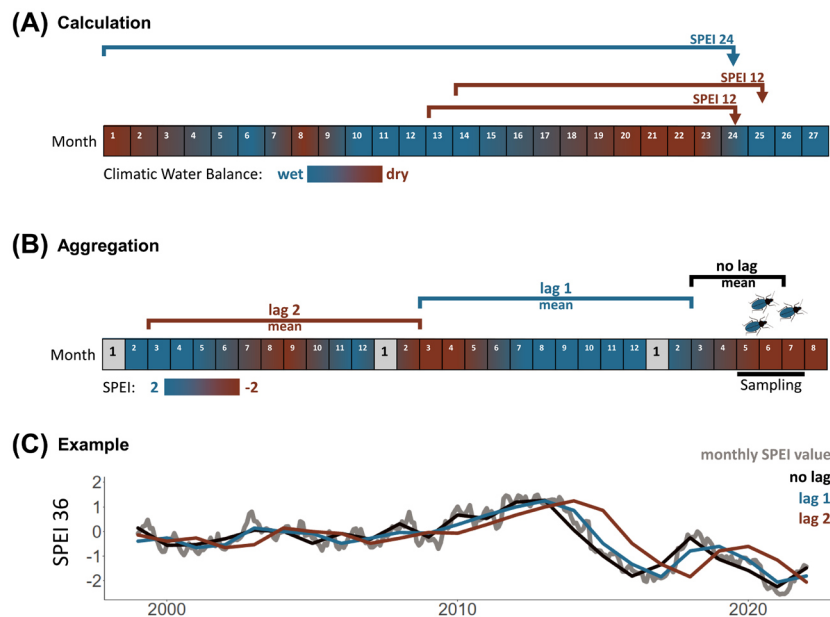 (A) Calculation
SPEI 24
SPEI 12
SPEI 12
Month 1 2 3 4 5 6 7 8 9 10 11 12 13 14 15 16 17 18 19 20 21 22 23 24 25 26 27
Climatic Water Balance: wet dry
(B) Aggregation
no lag
mean
lag 1
mean
lag 2
mean
Month 1 2 3 4 5 6 7 8 9 10 11 12 1 2 3 4 5 6 7 8 9 10 11 12 1 2 3 4 5 6 7 8
SPEI: 2 -2
Sampling
(C) Example
monthly SPEI value
no lag
lag 1
lag 2
SPEI 36
2
1
0
-1
-2
2000 2010 2020